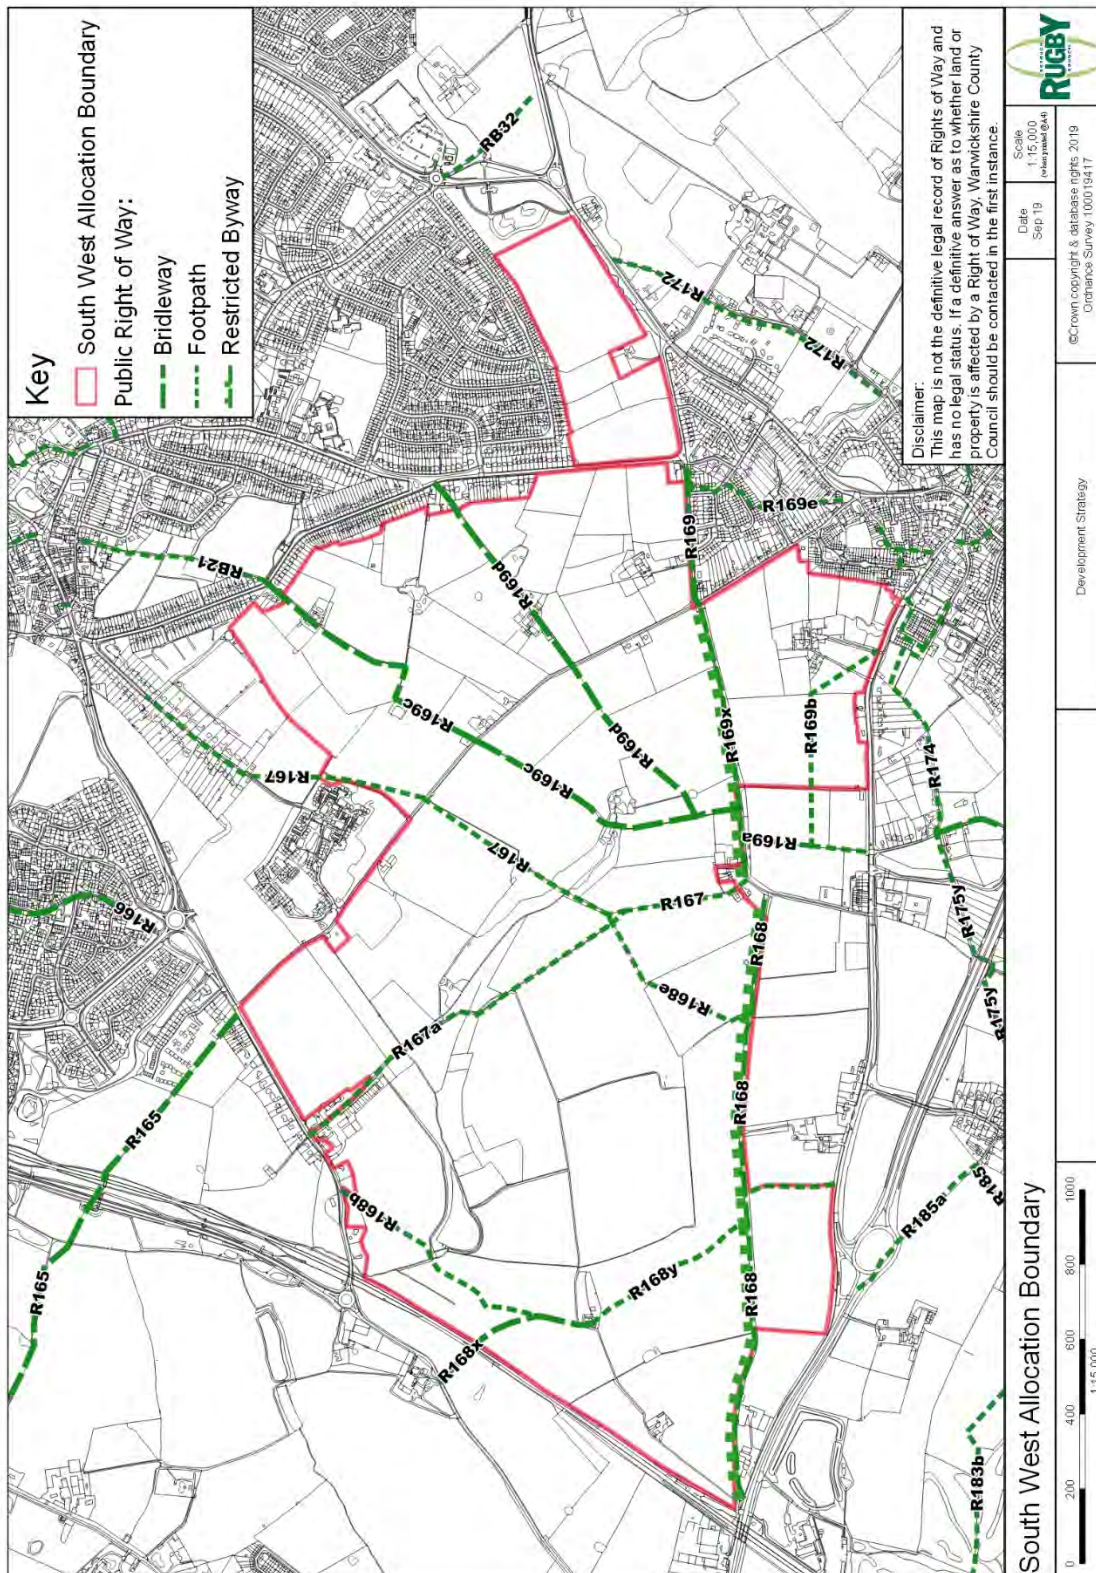 Key
South West Allocation Boundary
Public Right of Way:
Bridleway
Footpath
Restricted Byway
RB32
R172
R172
RB21
R169d
R169
R169e
R169c
R167
R169d
R169x
R169b
R166
R169c
R167
R169a
R174
R167
R175y
R168
R168e
R175y
R167a
R165
R168
R168b
R185
R185a
R168y
R168
R165
R168x
R183b
Disclaimer:
This map is not the definitive legal record of Rights of Way and
has no legal status. If a definitive answer as to whether land or
property is affected by a Right of Way, Warwickshire County
Council should be contacted in the first instance.
South West Allocation Boundary
0 200 400 600 800 1000
1:15,000
Development Strategy
Date
Sep 19
Scale
1:15,000
(when printed @A4)
©Crown copyright & database rights 2019
Ordnance Survey 100019417
RUGBY